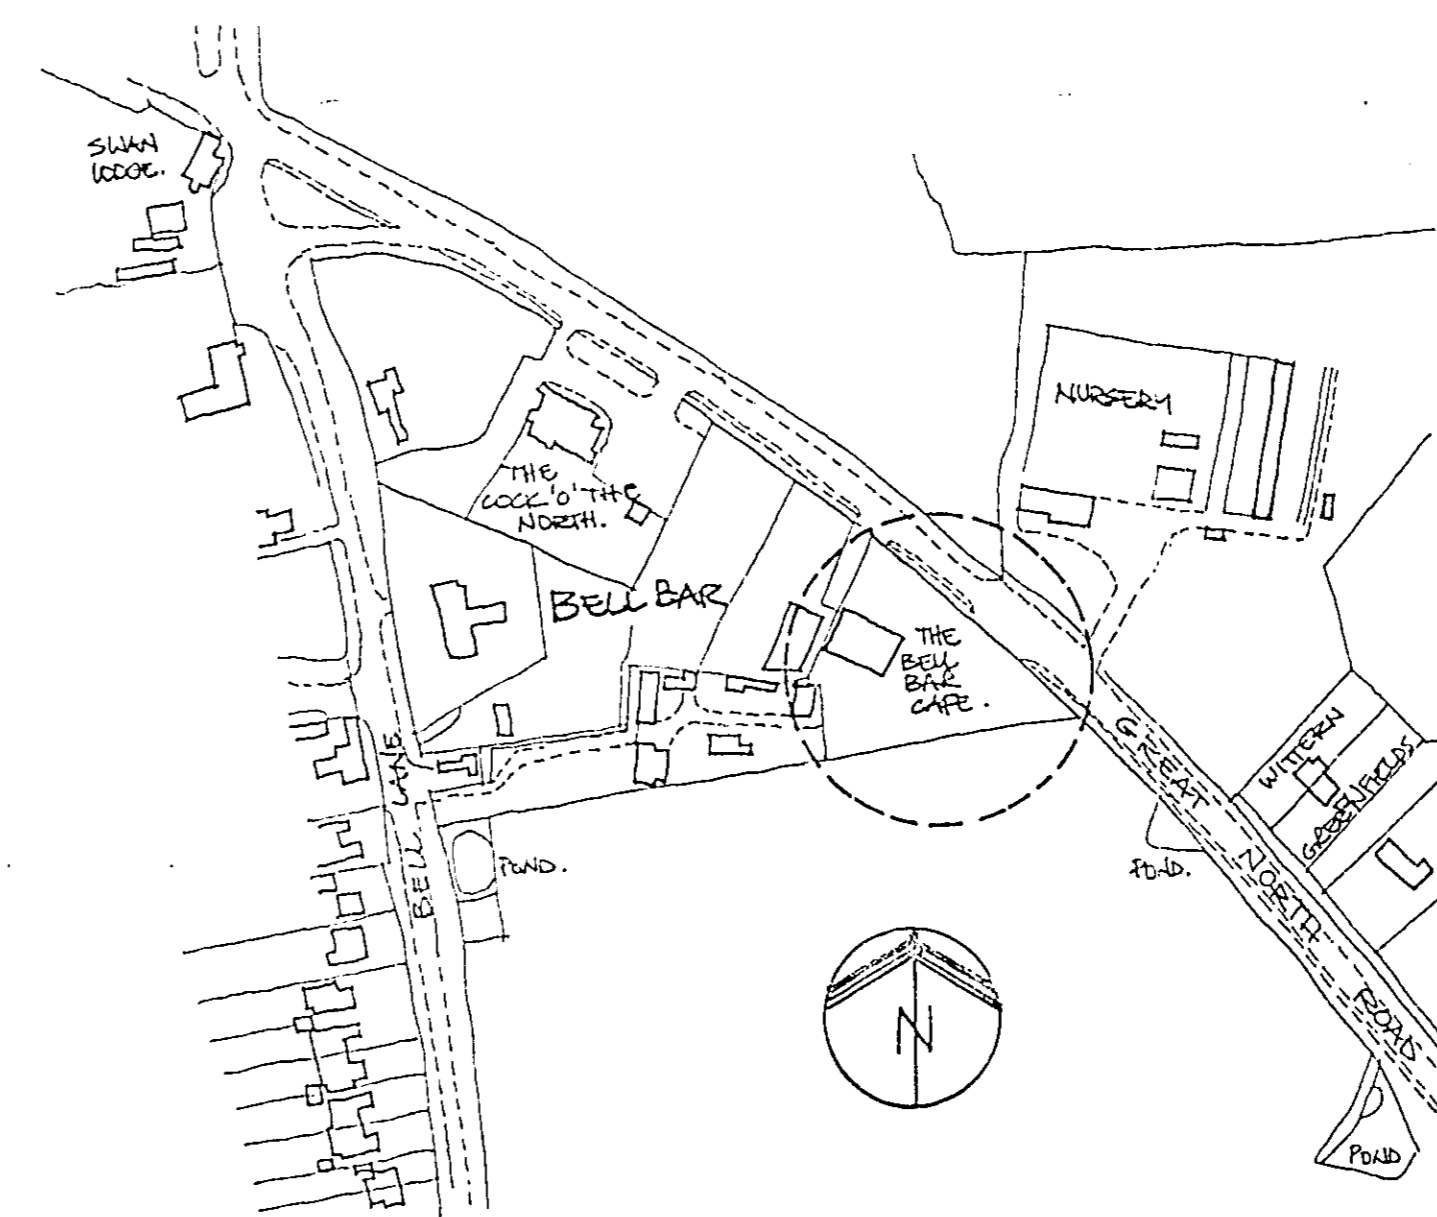 SWAN
LODGE.
NURSERY
THE
COCK 'O' THE
NORTH.
BELL BAR
THE
BELL
BAR
CAFE.
WITTERN
GREENFIELDS
GREAT NORTH ROAD
BELL LANE
POND.
POND.
N
POND